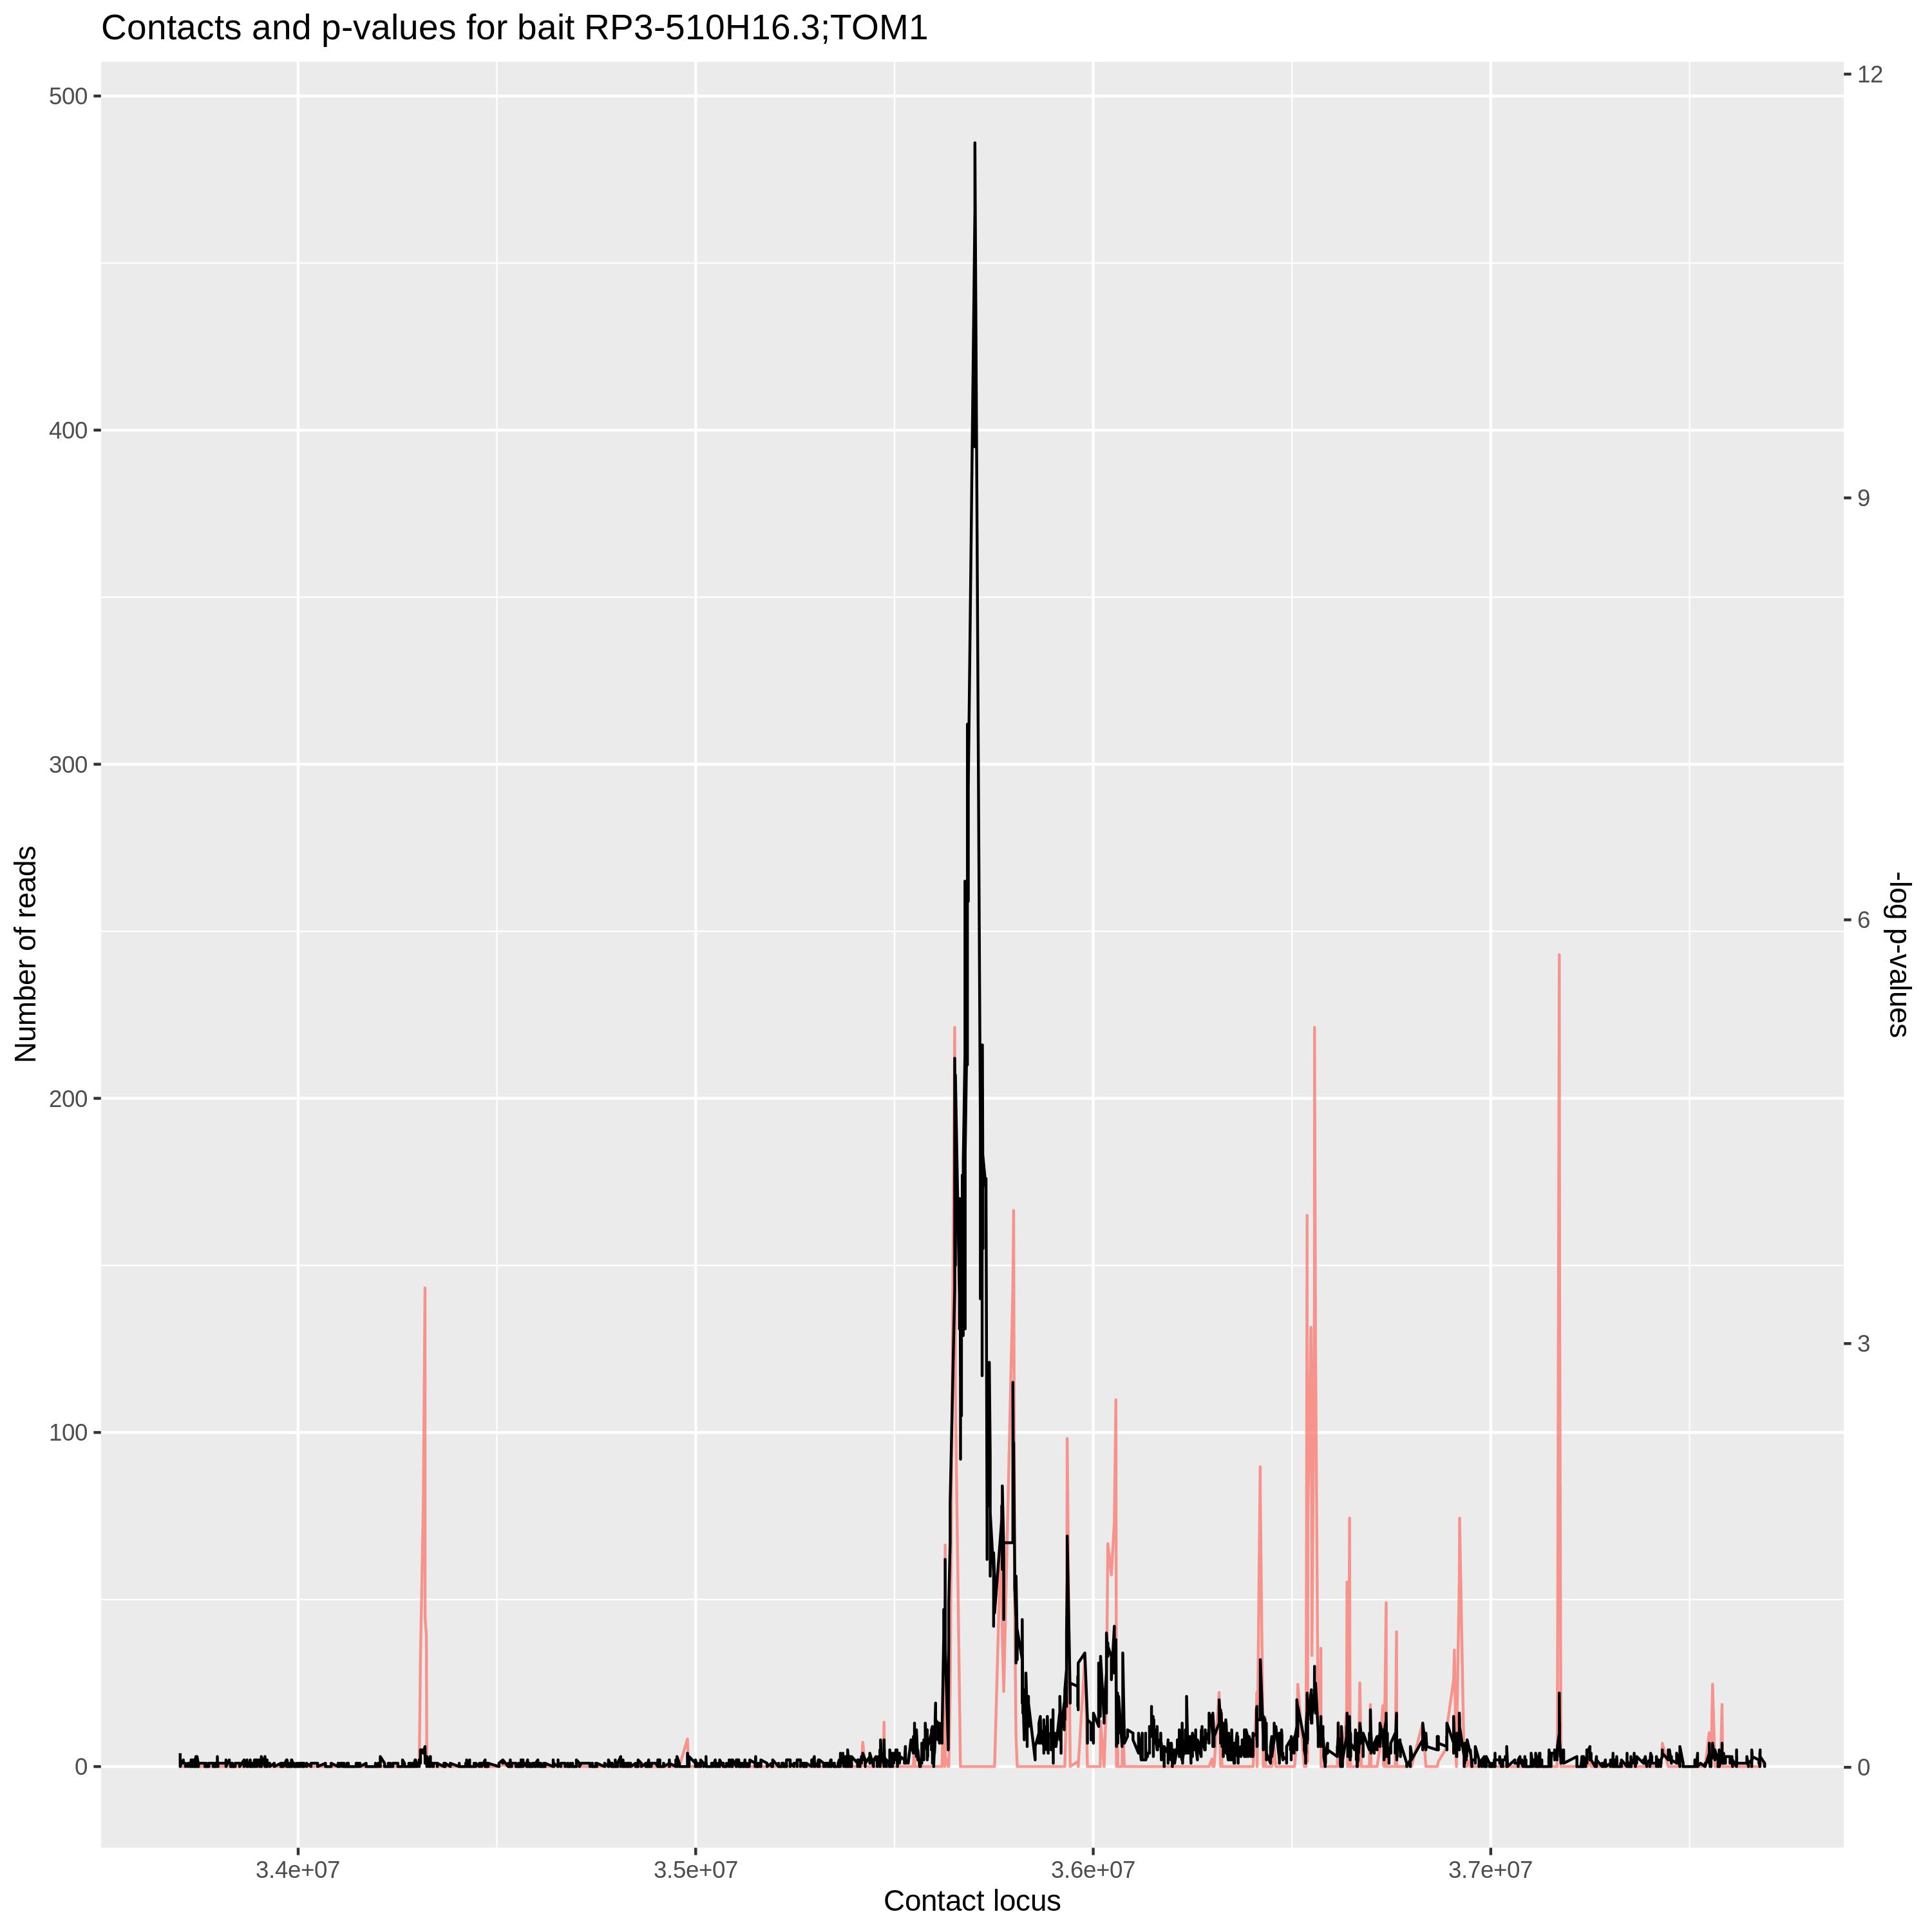 Contacts and p-values for bait RP3-510H16.3;TOM1
500
400
300
200
100
0
12
9
6
3
0
3.4e+07
3.5e+07
3.6e+07
3.7e+07
Number of reads
-log p-values
Contact locus